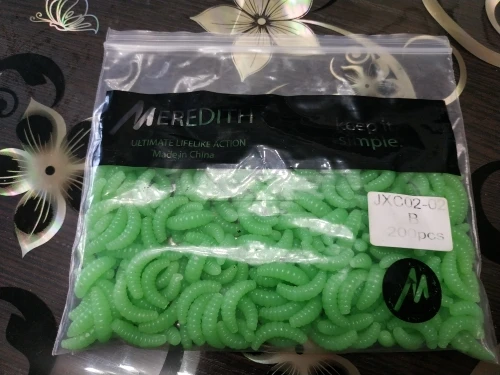 MEREDITH
Keep it
simple.
ULTIMATE LIFELIKE ACTION
Made in China
JXC02-02
B
200pcs
M